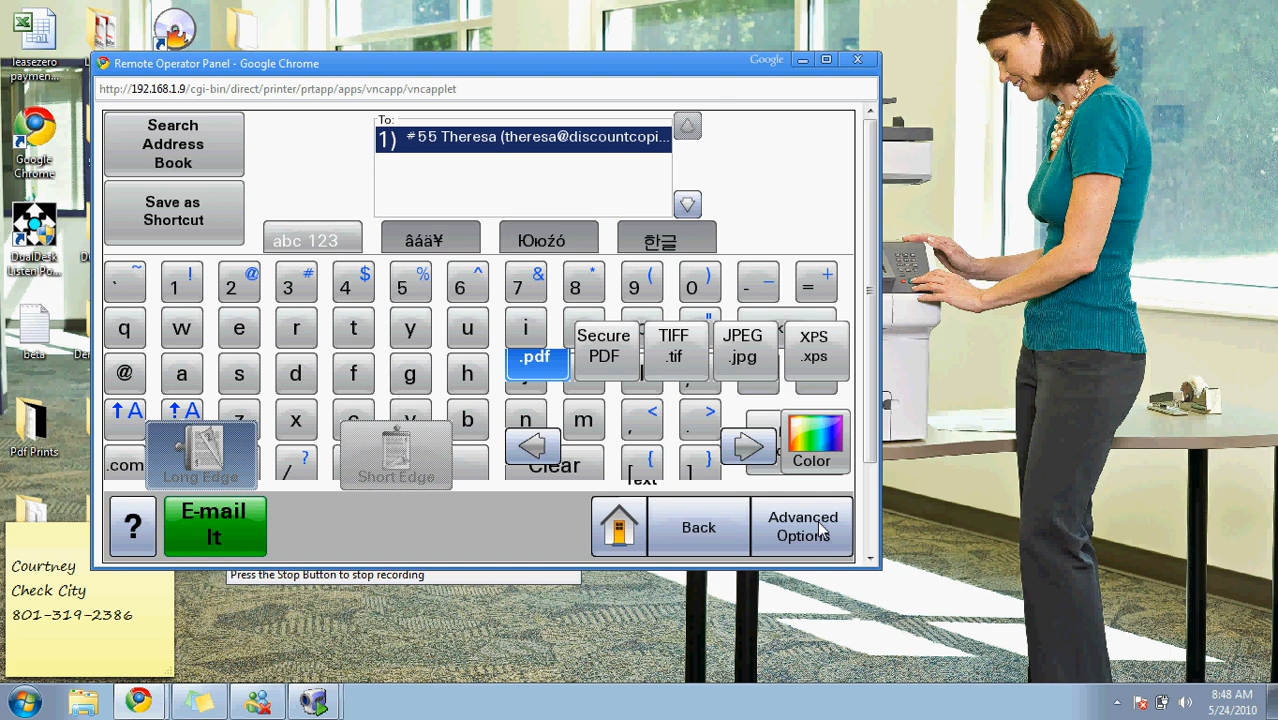 leasezero
paymen...
Google
Chrome
DualDesk
Listen Po...
beta
Pdf Prints
Courtney
Check City
801-319-2386
Remote Operator Panel - Google Chrome
Google
http://192.168.1.9/cgi-bin/direct/printer/prtapp/apps/vncapp/vncapplet
Search
Address
Book
Save as
Shortcut
To:
1) #55 Theresa (theresa@discountcopi...
abc 123
âáä¥
Ююźó
한글
` ~ 1 ! 2 @ 3 # 4 $ 5 % 6 ^ 7 & 8 * 9 ( 0 ) - _ = +
q w e r t y u i "
Secure
PDF
TIFF
.tif
JPEG
.jpg
XPS
.xps
.pdf
@ a s d f g h
↑A ⇡A z x c v b n m , < . >
Color
.com
Long Edge
/ ?
Short Edge
Clear
[ { ] }
Text
?
E-mail
It
Back
Advanced
Options
Press the Stop Button to stop recording
8:48 AM
5/24/2010